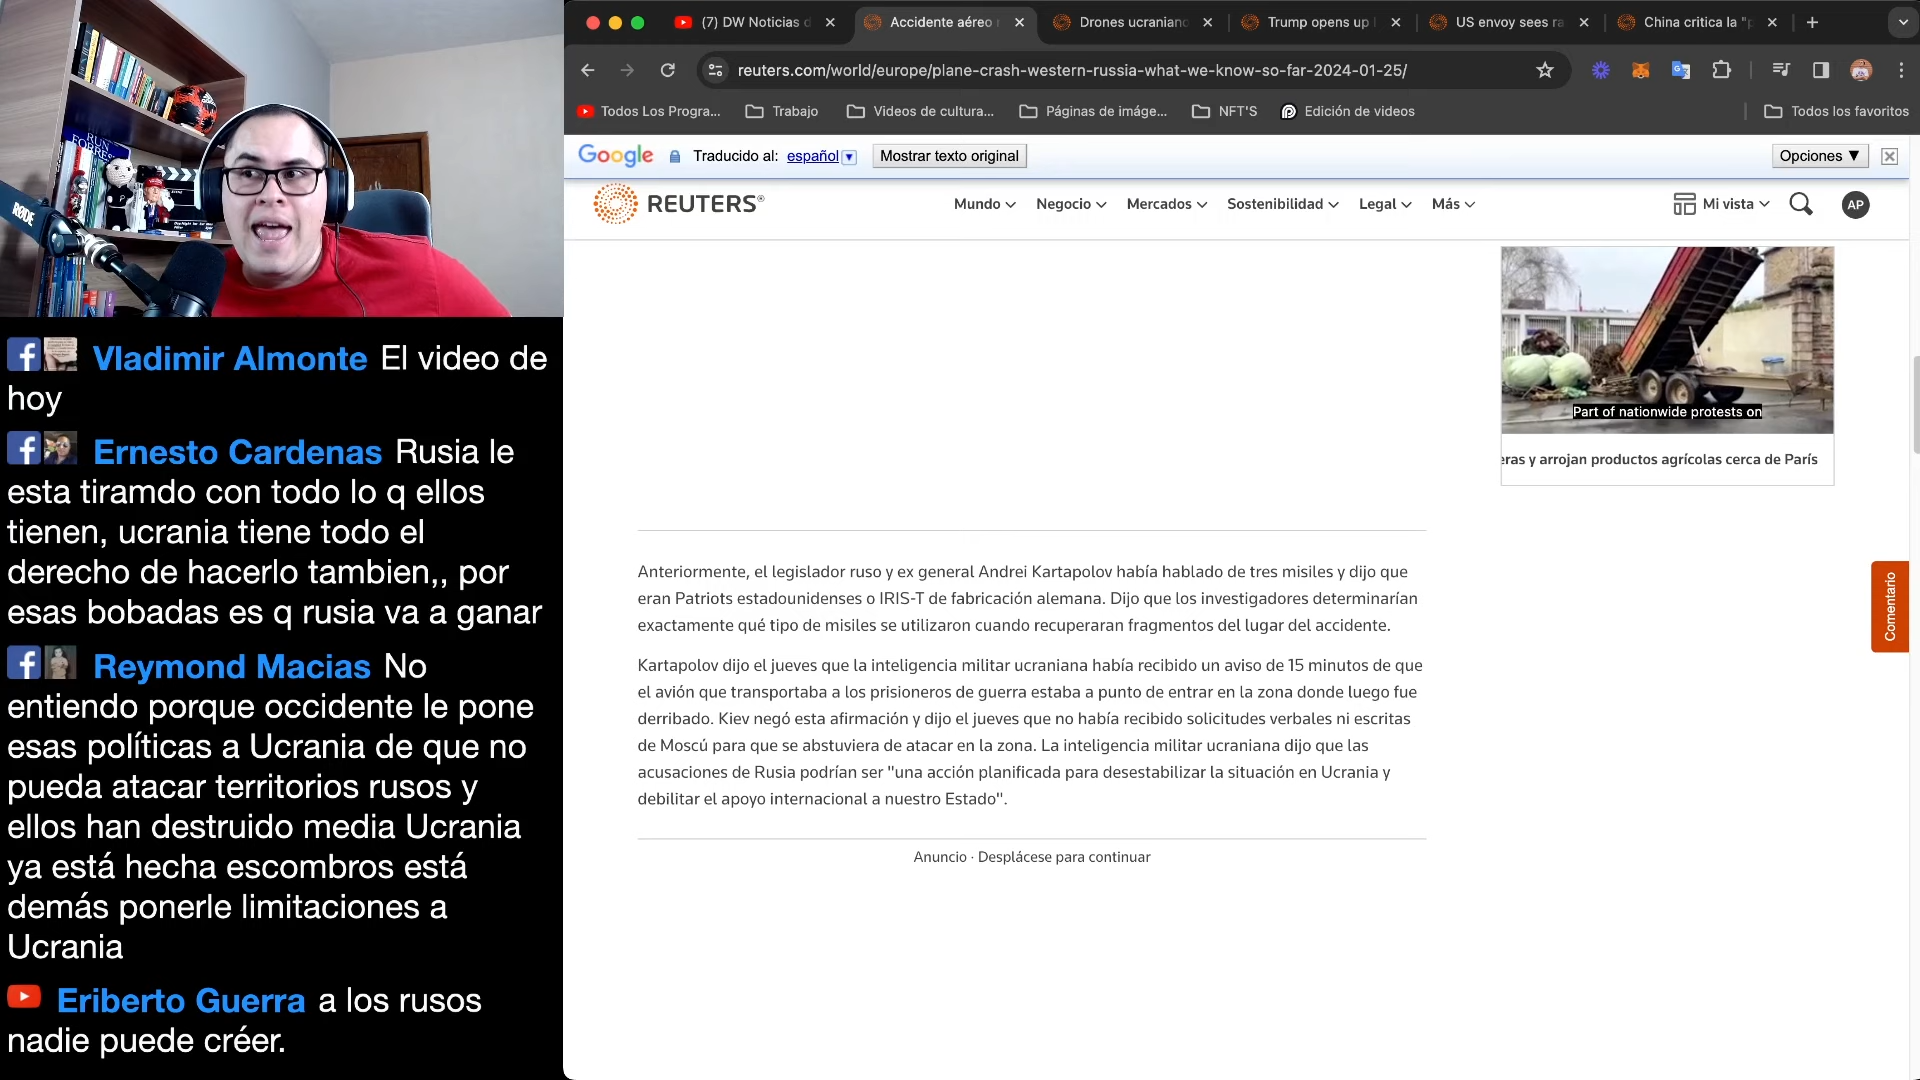 RUN
FORREST
RØDE
Vladimir Almonte El video de
hoy
Ernesto Cardenas Rusia le
esta tiramdo con todo lo q ellos
tienen, ucrania tiene todo el
derecho de hacerlo tambien,, por
esas bobadas es q rusia va a ganar
Reymond Macias No
entiendo porque occidente le pone
esas políticas a Ucrania de que no
pueda atacar territorios rusos y
ellos han destruido media Ucrania
ya está hecha escombros está
demás ponerle limitaciones a
Ucrania
Eriberto Guerra a los rusos
nadie puede créer.
(7) DW Noticias d
Accidente aéreo r
Drones ucraniano
Trump opens up
US envoy sees ra
China critica la "p
reuters.com/world/europe/plane-crash-western-russia-what-we-know-so-far-2024-01-25/
Todos Los Progra... Trabajo Videos de cultura... Páginas de imáge... NFT'S Edición de videos Todos los favoritos
Google Traducido al: español Mostrar texto original Opciones ▼
REUTERS® Mundo Negocio Mercados Sostenibilidad Legal Más Mi vista AP
Part of nationwide protests on
eras y arrojan productos agrícolas cerca de París
Anteriormente, el legislador ruso y ex general Andrei Kartapolov había hablado de tres misiles y dijo que
eran Patriots estadounidenses o IRIS-T de fabricación alemana. Dijo que los investigadores determinarían
exactamente qué tipo de misiles se utilizaron cuando recuperaran fragmentos del lugar del accidente.
Kartapolov dijo el jueves que la inteligencia militar ucraniana había recibido un aviso de 15 minutos de que
el avión que transportaba a los prisioneros de guerra estaba a punto de entrar en la zona donde luego fue
derribado. Kiev negó esta afirmación y dijo el jueves que no había recibido solicitudes verbales ni escritas
de Moscú para que se abstuviera de atacar en la zona. La inteligencia militar ucraniana dijo que las
acusaciones de Rusia podrían ser "una acción planificada para desestabilizar la situación en Ucrania y
debilitar el apoyo internacional a nuestro Estado".
Anuncio · Desplácese para continuar
Comentario